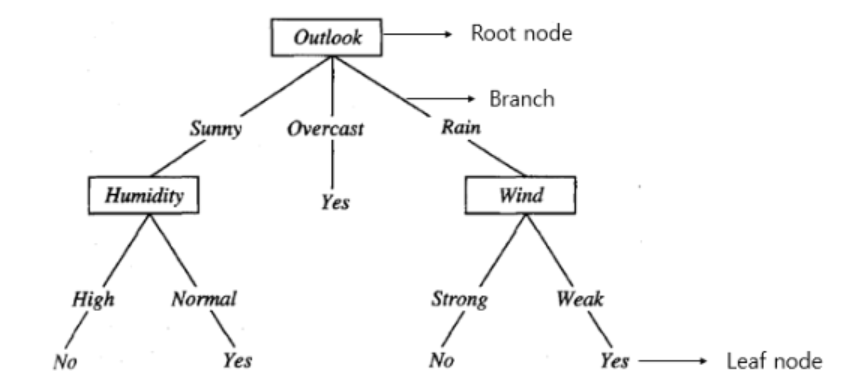 Outlook
Root node
Branch
Sunny
Overcast
Rain
Humidity
Yes
Wind
High
Normal
Strong
Weak
No
Yes
No
Yes
Leaf node